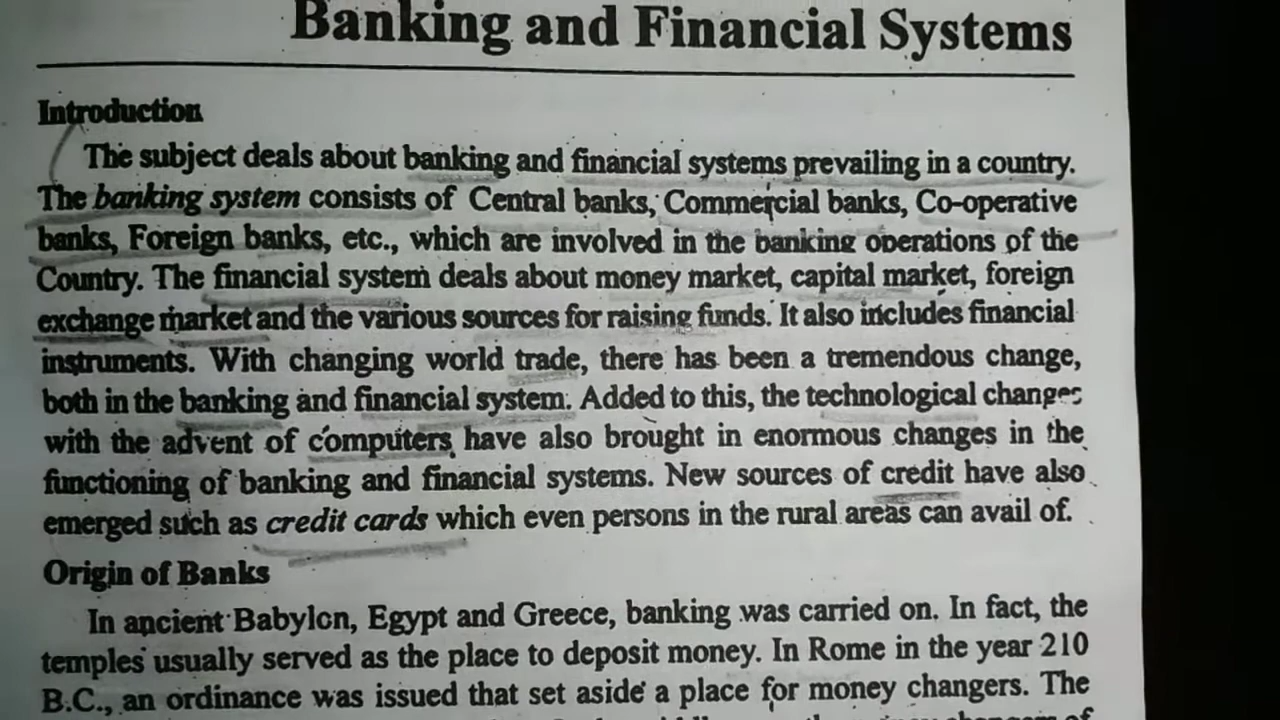 Banking and Financial Systems
Introduction
The subject deals about banking and financial systems prevailing in a country.
The banking system consists of Central banks, Commercial banks, Co-operative
banks, Foreign banks, etc., which are involved in the banking operations of the
Country. The financial system deals about money market, capital market, foreign
exchange market and the various sources for raising funds. It also includes financial
instruments. With changing world trade, there has been a tremendous change,
both in the banking and financial system. Added to this, the technological changes
with the advent of computers, have also brought in enormous changes in the
functioning of banking and financial systems. New sources of credit have also
emerged such as credit cards which even persons in the rural areas can avail of.
Origin of Banks
In ancient Babylon, Egypt and Greece, banking was carried on. In fact, the
temples usually served as the place to deposit money. In Rome in the year 210
B.C., an ordinance was issued that set aside a place for money changers. The